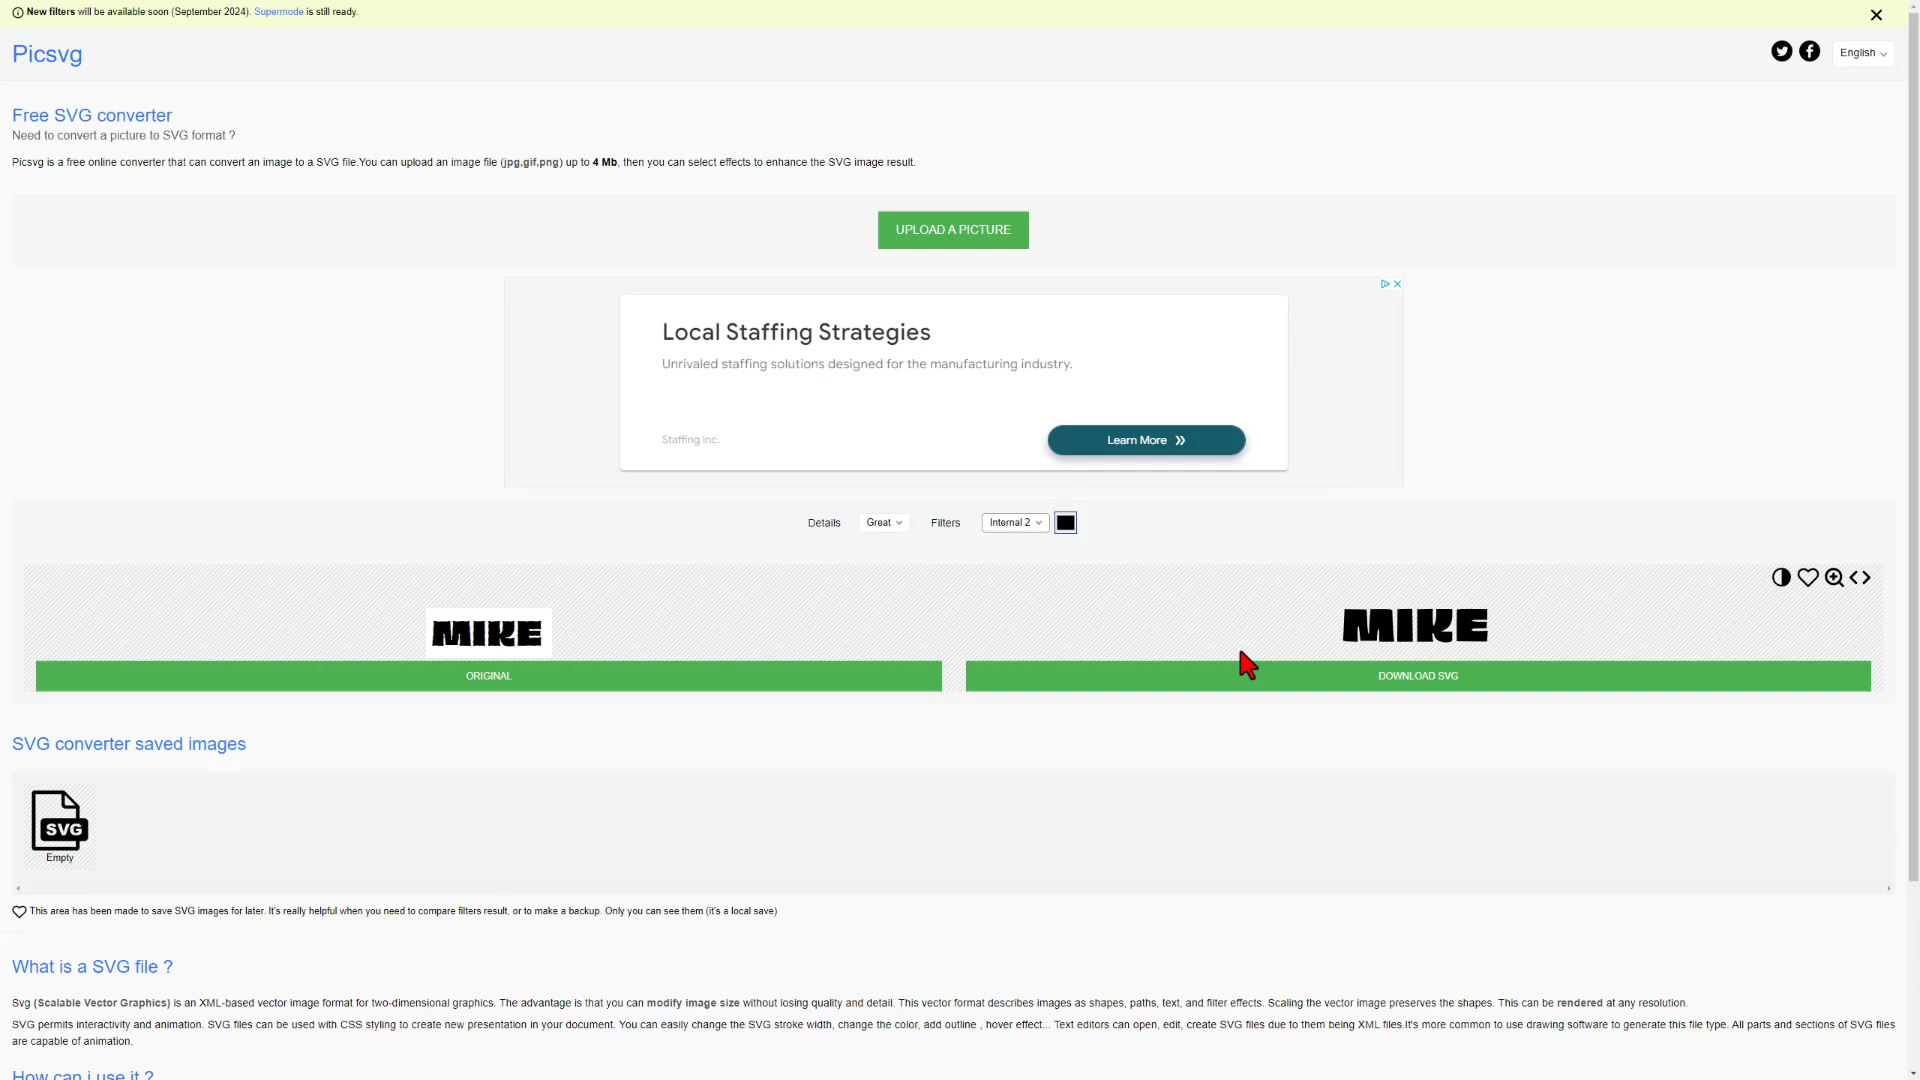 New filters will be available soon (September 2024). Supermode is still ready.
Picsvg
English
Free SVG converter
Need to convert a picture to SVG format ?
Picsvg is a free online converter that can convert an image to a SVG file.You can upload an image file (jpg,gif,png) up to 4 Mb, then you can select effects to enhance the SVG image result.
UPLOAD A PICTURE
Local Staffing Strategies
Unrivaled staffing solutions designed for the manufacturing industry.
Staffing Inc.
Learn More
Details
Great
Filters
Internal 2
MIKE
MIKE
ORIGINAL
DOWNLOAD SVG
SVG converter saved images
SVG
Empty
This area has been made to save SVG images for later. It's really helpful when you need to compare filters result, or to make a backup. Only you can see them (it's a local save)
What is a SVG file ?
Svg (Scalable Vector Graphics) is an XML-based vector image format for two-dimensional graphics. The advantage is that you can modify image size without losing quality and detail. This vector format describes images as shapes, paths, text, and filter effects. Scaling the vector image preserves the shapes. This can be rendered at any resolution.
SVG permits interactivity and animation. SVG files can be used with CSS styling to create new presentation in your document. You can easily change the SVG stroke width, change the color, add outline , hover effect... Text editors can open, edit, create SVG files due to them being XML files.It's more common to use drawing software to generate this file type. All parts and sections of SVG files
are capable of animation.
How can i use it ?